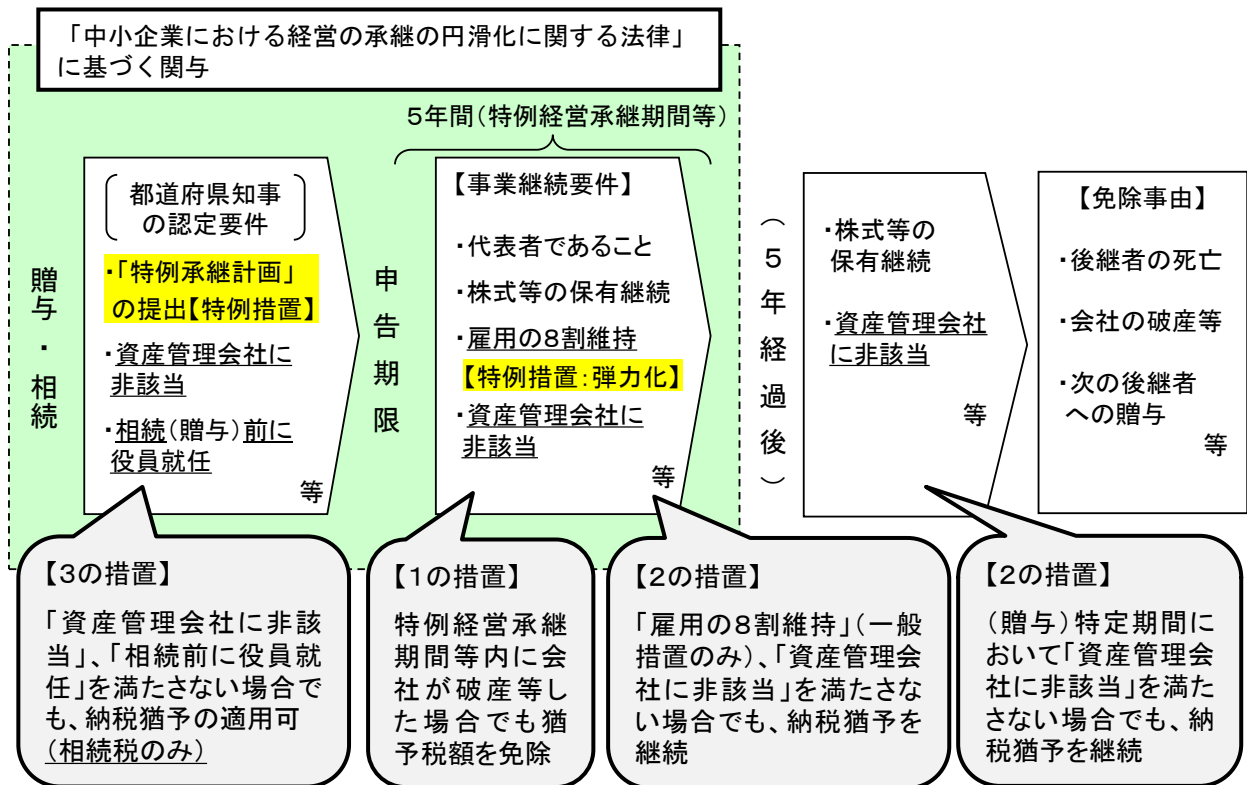 「中小企業における経営の承継の円滑化に関する法律」
に基づく関与
5年間(特例経営承継期間等)
贈与・相続
都道府県知事
の認定要件
・「特例承継計画」
の提出【特例措置】
・資産管理会社に
非該当
・相続(贈与)前に
役員就任
等
申告期限
【事業継続要件】
・代表者であること
・株式等の保有継続
・雇用の8割維持
【特例措置:弾力化】
・資産管理会社に
非該当
等
(5年経過後)
・株式等の
保有継続
・資産管理会社
に非該当
等
【免除事由】
・後継者の死亡
・会社の破産等
・次の後継者
への贈与
等
【3の措置】
「資産管理会社に非該
当」、「相続前に役員就
任」を満たさない場合で
も、納税猶予の適用可
(相続税のみ)
【1の措置】
特例経営承継
期間等内に会
社が破産等し
た場合でも猶
予税額を免除
【2の措置】
「雇用の8割維持」(一般
措置のみ)、「資産管理会
社に非該当」を満たさな
い場合でも、納税猶予を
継続
【2の措置】
(贈与)特定期間に
おいて「資産管理会
社に非該当」を満た
さない場合でも、納
税猶予を継続